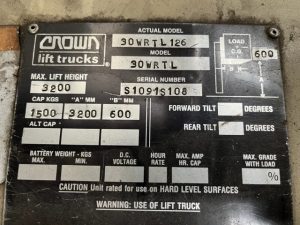 CROWN
lift trucks
ACTUAL MODEL
30WRTL126
MODEL
30WRTL
LOAD
C.G.
600
MAX. LIFT HEIGHT
3200
SERIAL NUMBER
S1091S108
CAP KGS "A" MM "B" MM
1500 3200 600
ALT CAP
FORWARD TILT DEGREES
REAR TILT DEGREES
BATTERY WEIGHT - KGS
MAX. MIN.
D.C. VOLTAGE
HOUR RATE
MAX. AMP HR. CAP.
MAX. GRADE WITH LOAD
%
CAUTION Unit rated for use on HARD LEVEL SURFACES
WARNING: USE OF LIFT TRUCK